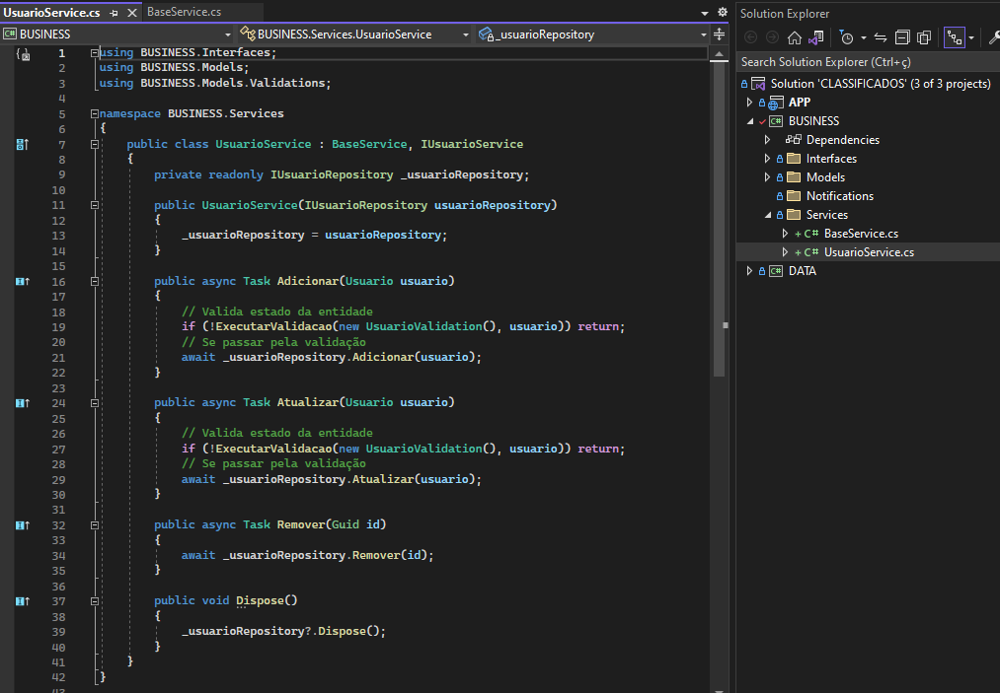 UsuarioService.cs
BaseService.cs
BUSINESS
BUSINESS.Services.UsuarioService
_usuarioRepository
1 using BUSINESS.Interfaces;
2 using BUSINESS.Models;
3 using BUSINESS.Models.Validations;
4
5 namespace BUSINESS.Services
6 {
7 public class UsuarioService : BaseService, IUsuarioService
8 {
9 private readonly IUsuarioRepository _usuarioRepository;
10
11 public UsuarioService(IUsuarioRepository usuarioRepository)
12 {
13 _usuarioRepository = usuarioRepository;
14 }
15
16 public async Task Adicionar(Usuario usuario)
17 {
18 // Valida estado da entidade
19 if (!ExecutarValidacao(new UsuarioValidation(), usuario)) return;
20 // Se passar pela validação
21 await _usuarioRepository.Adicionar(usuario);
22 }
23
24 public async Task Atualizar(Usuario usuario)
25 {
26 // Valida estado da entidade
27 if (!ExecutarValidacao(new UsuarioValidation(), usuario)) return;
28 // Se passar pela validação
29 await _usuarioRepository.Atualizar(usuario);
30 }
31
32 public async Task Remover(Guid id)
33 {
34 await _usuarioRepository.Remover(id);
35 }
36
37 public void Dispose()
38 {
39 _usuarioRepository?.Dispose();
40 }
41 }
42 }
43
Solution Explorer
Search Solution Explorer (Ctrl+ç)
Solution 'CLASSIFICADOS' (3 of 3 projects)
APP
C# BUSINESS
Dependencies
Interfaces
Models
Notifications
Services
C# BaseService.cs
C# UsuarioService.cs
C# DATA